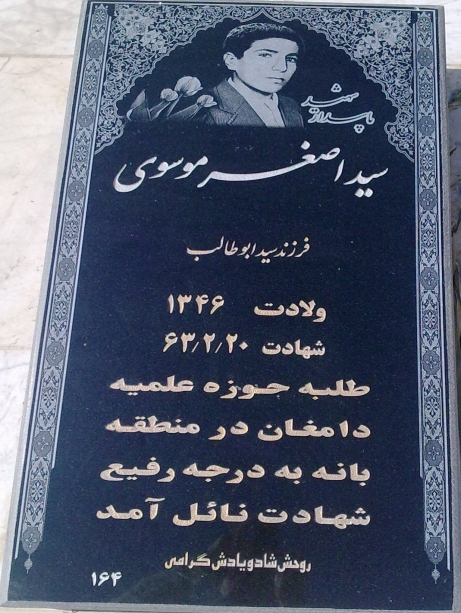 شهید
پاسدار
سید اصغر موسوی
فرزند سید ابوطالب
ولادت ۱۳۴۶
شهادت ۶۳/۲/۲۰
طلبه حوزه علمیه
دامغان در منطقه
بانه به درجه رفیع
شهادت نائل آمد
روحش شاد و یادش گرامی
۱۶۴